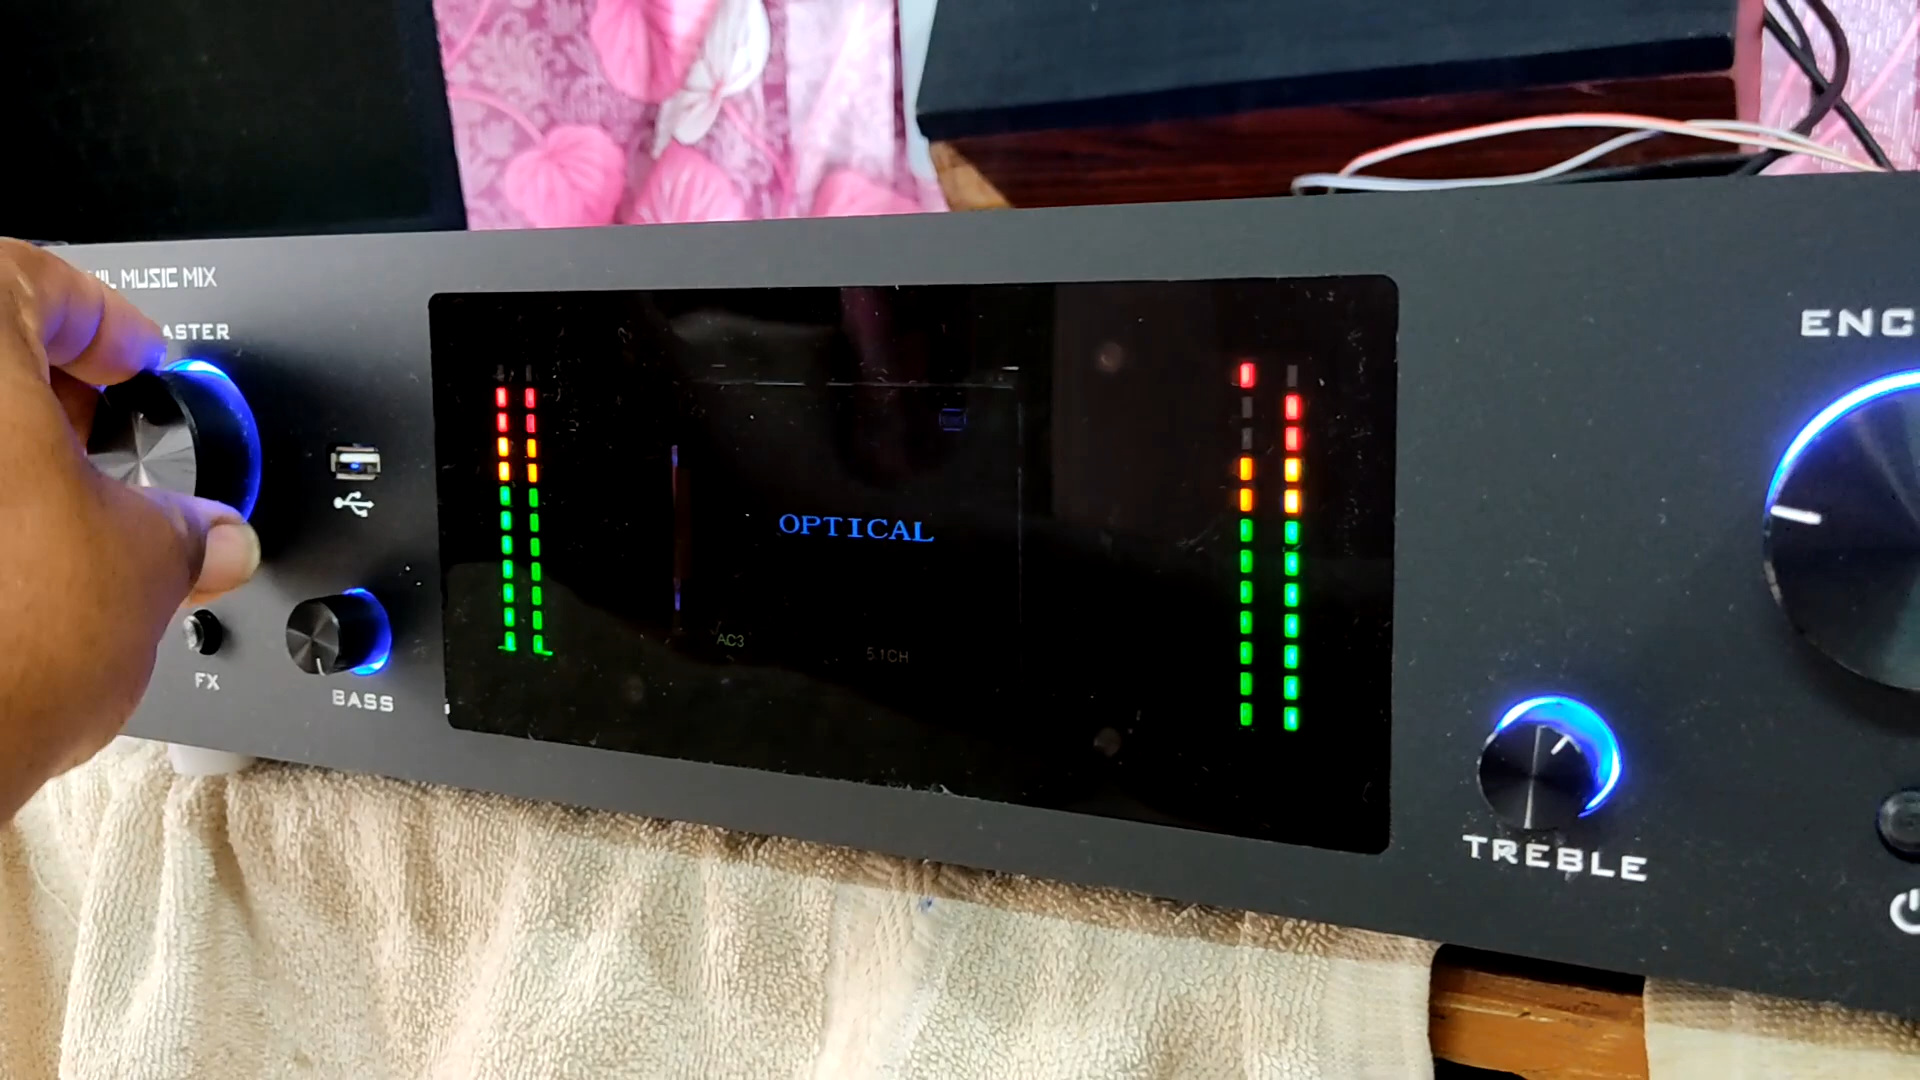 MUSIC MIX
ASTER
FX
BASS
OPTICAL
AC3
5.1CH
ENC
TREBLE